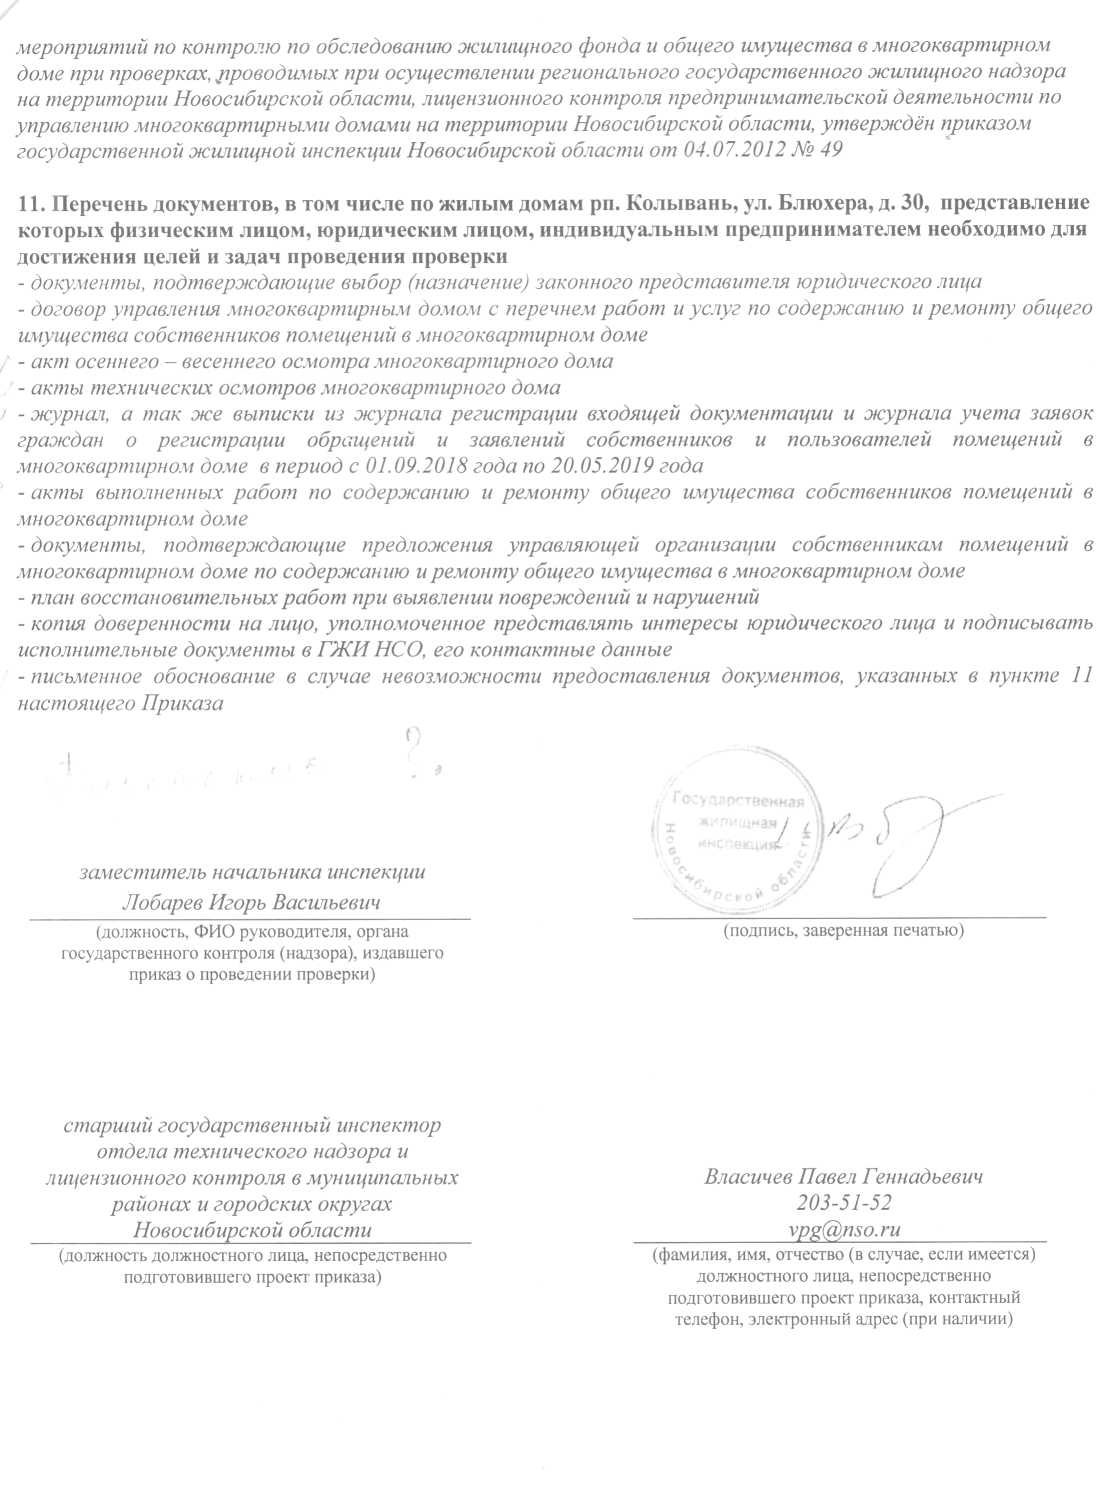 мероприятий по контролю по обследованию жилищного фонда и общего имущества в многоквартирном
доме при проверках, проводимых при осуществлении регионального государственного жилищного надзора
на территории Новосибирской области, лицензионного контроля предпринимательской деятельности по
управлению многоквартирными домами на территории Новосибирской области, утверждён приказом
государственной жилищной инспекции Новосибирской области от 04.07.2012 № 49
11. Перечень документов, в том числе по жилым домам рп. Колывань, ул. Блюхера, д. 30, представление
которых физическим лицом, юридическим лицом, индивидуальным предпринимателем необходимо для
достижения целей и задач проведения проверки
- документы, подтверждающие выбор (назначение) законного представителя юридического лица
- договор управления многоквартирным домом с перечнем работ и услуг по содержанию и ремонту общего
имущества собственников помещений в многоквартирном доме
- акт осеннего – весеннего осмотра многоквартирного дома
- акты технических осмотров многоквартирного дома
- журнал, а так же выписки из журнала регистрации входящей документации и журнала учета заявок
граждан о регистрации обращений и заявлений собственников и пользователей помещений в
многоквартирном доме в период с 01.09.2018 года по 20.05.2019 года
- акты выполненных работ по содержанию и ремонту общего имущества собственников помещений в
многоквартирном доме
- документы, подтверждающие предложения управляющей организации собственникам помещений в
многоквартирном доме по содержанию и ремонту общего имущества в многоквартирном доме
- план восстановительных работ при выявлении повреждений и нарушений
- копия доверенности на лицо, уполномоченное представлять интересы юридического лица и подписывать
исполнительные документы в ГЖИ НСО, его контактные данные
- письменное обоснование в случае невозможности предоставления документов, указанных в пункте 11
настоящего Приказа
Государственная
жилищная
инспекция
Новосибирской области
заместитель начальника инспекции
Лобарев Игорь Васильевич
(должность, ФИО руководителя, органа
государственного контроля (надзора), издавшего
приказ о проведении проверки)
(подпись, заверенная печатью)
старший государственный инспектор
отдела технического надзора и
лицензионного контроля в муниципальных
районах и городских округах
Новосибирской области
(должность должностного лица, непосредственно
подготовившего проект приказа)
Власичев Павел Геннадьевич
203-51-52
vpg@nso.ru
(фамилия, имя, отчество (в случае, если имеется)
должностного лица, непосредственно
подготовившего проект приказа, контактный
телефон, электронный адрес (при наличии)